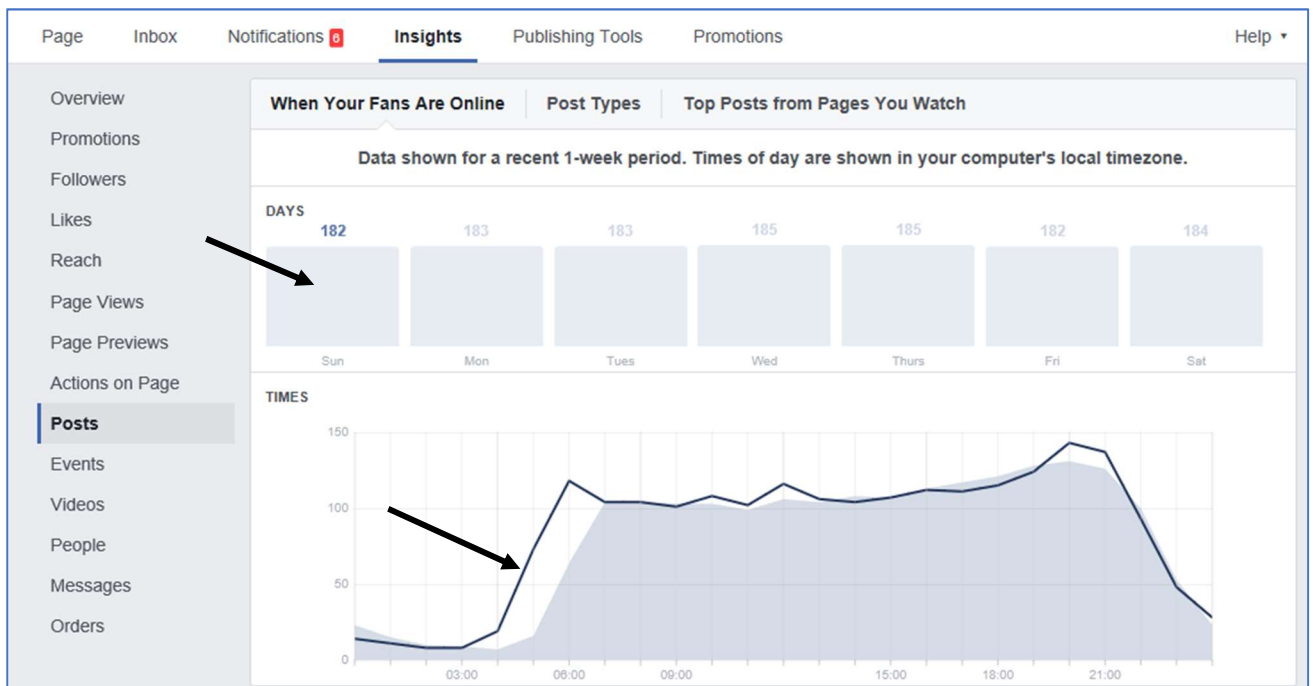 Page Inbox Notifications 6 Insights Publishing Tools Promotions Help
Overview
Promotions
Followers
Likes
Reach
Page Views
Page Previews
Actions on Page
Posts
Events
Videos
People
Messages
Orders
When Your Fans Are Online Post Types Top Posts from Pages You Watch
Data shown for a recent 1-week period. Times of day are shown in your computer's local timezone.
DAYS
182 183 183 185 185 182 184
Sun Mon Tues Wed Thurs Fri Sat
TIMES
150
100
50
0
03:00 06:00 09:00 15:00 18:00 21:00